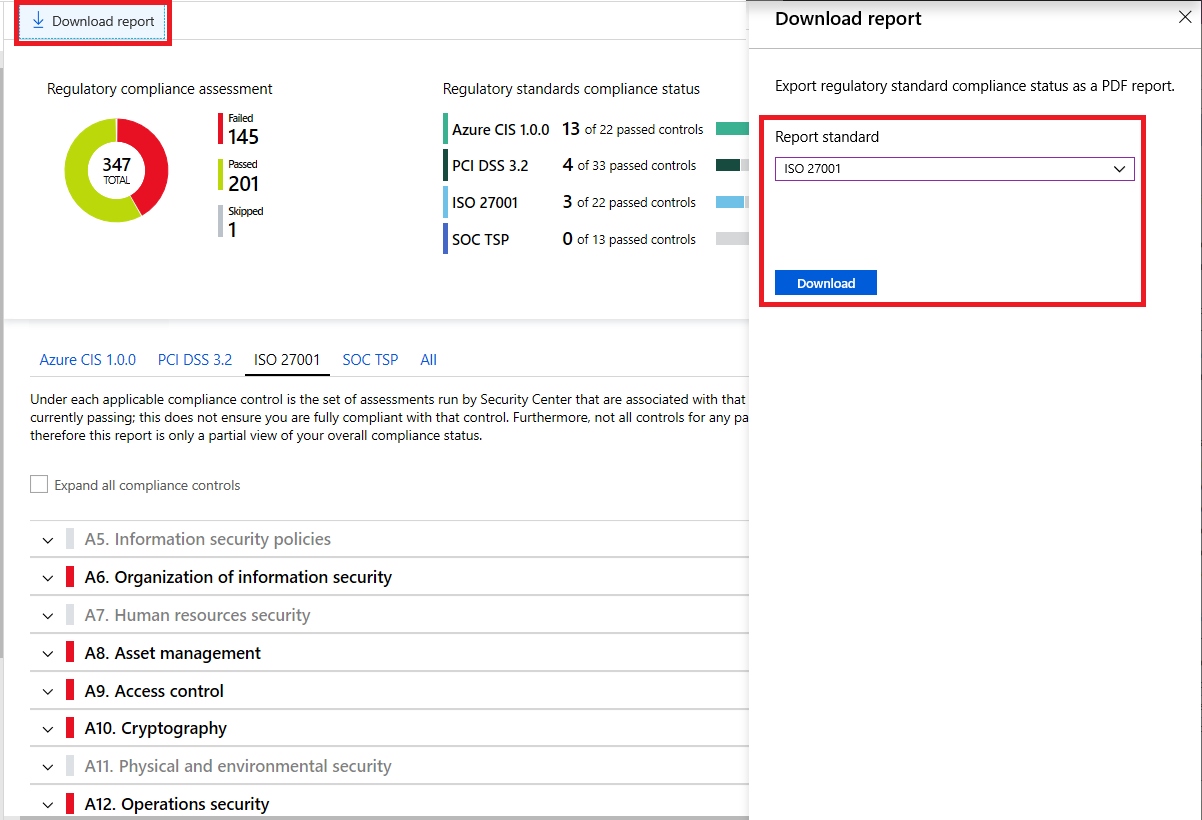 Download report
Regulatory compliance assessment
347
TOTAL
Failed
145
Passed
201
Skipped
1
Regulatory standards compliance status
Azure CIS 1.0.0 13 of 22 passed controls
PCI DSS 3.2 4 of 33 passed controls
ISO 27001 3 of 22 passed controls
SOC TSP 0 of 13 passed controls
Azure CIS 1.0.0 PCI DSS 3.2 ISO 27001 SOC TSP All
Under each applicable compliance control is the set of assessments run by Security Center that are associated with that
currently passing; this does not ensure you are fully compliant with that control. Furthermore, not all controls for any pa
therefore this report is only a partial view of your overall compliance status.
Expand all compliance controls
A5. Information security policies
A6. Organization of information security
A7. Human resources security
A8. Asset management
A9. Access control
A10. Cryptography
A11. Physical and environmental security
A12. Operations security
Download report
Export regulatory standard compliance status as a PDF report.
Report standard
ISO 27001
Download